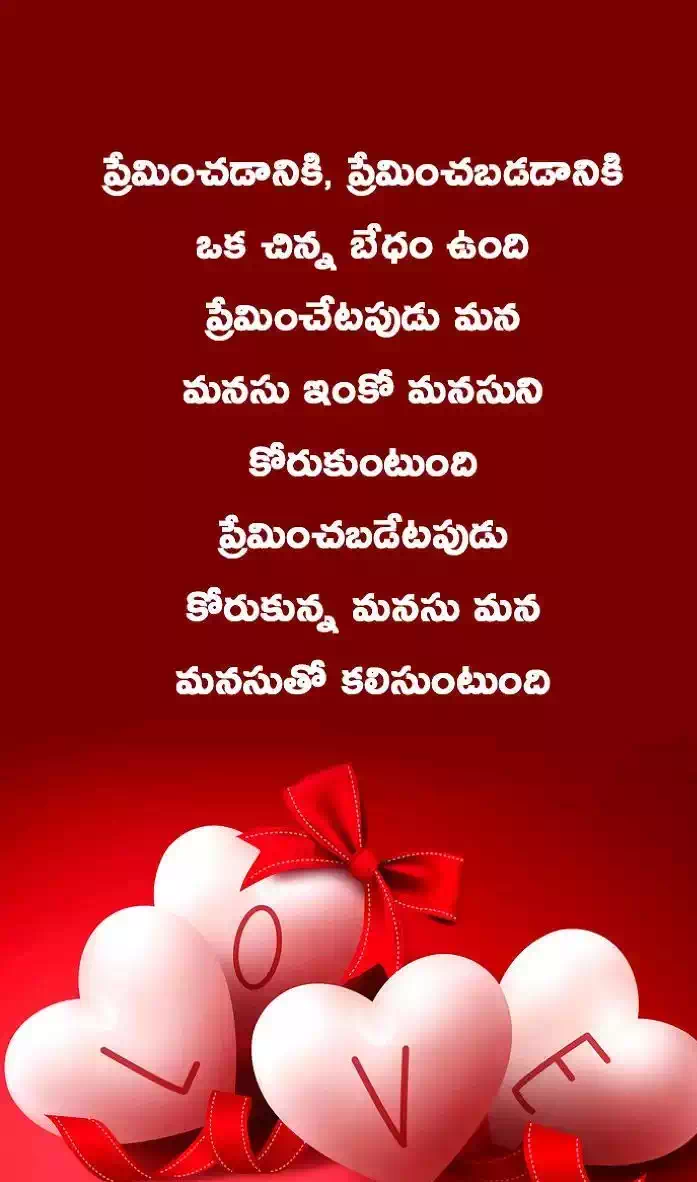 ప్రేమించడానికి, ప్రేమించబడడానికి
ఒక చిన్న బేధం ఉంది
ప్రేమించేటపుడు మన
మనసు ఇంకో మనసుని
కోరుకుంటుంది
ప్రేమించబడేటపుడు
కోరుకున్న మనసు మన
మనసుతో కలిసుంటుంది
L O V E